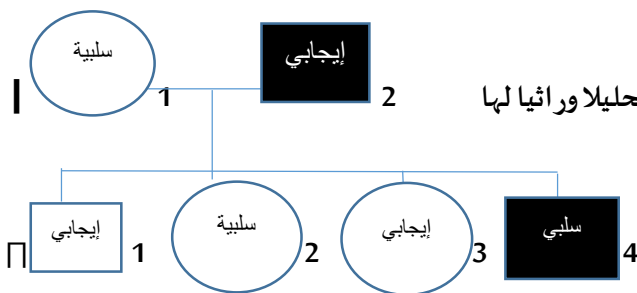 سلبية
إيجابي
I 1 2 حليلا وراثيا لها
إيجابي
سلبية
إيجابي
سلبي
П 1 2 3 4